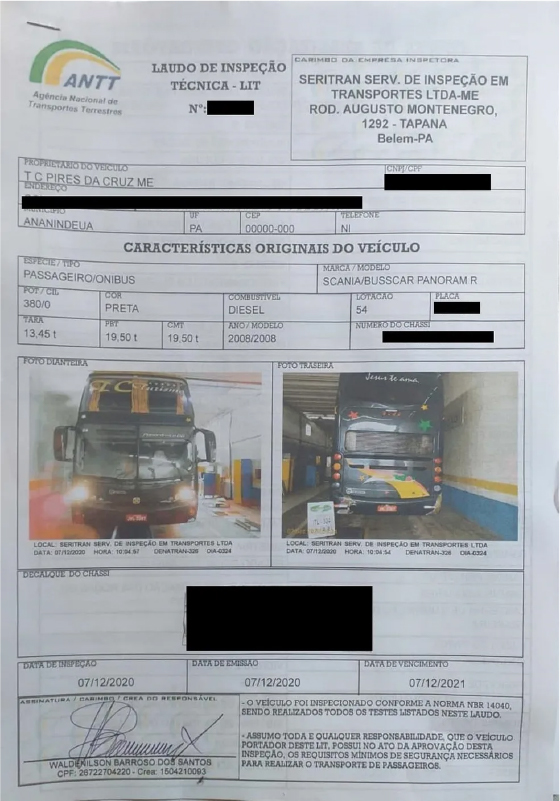 ANTT
Agência Nacional de
Transportes Terrestres
LAUDO DE INSPEÇÃO
TÉCNICA - LIT
Nº:
CARIMBO DA EMPRESA INSPETORA
SERITRAN SERV. DE INSPEÇÃO EM
TRANSPORTES LTDA-ME
ROD. AUGUSTO MONTENEGRO,
1292 - TAPANA
Belem-PA
PROPRIETÁRIO DO VEÍCULO
CNPJ/CPF
T C PIRES DA CRUZ ME
ENDEREÇO
MUNICÍPIO
UF
CEP
TELEFONE
ANANINDEUA
PA
00000-000
NI
CARACTERÍSTICAS ORIGINAIS DO VEÍCULO
ESPÉCIE / TIPO
MARCA / MODELO
PASSAGEIRO/ONIBUS
SCANIA/BUSSCAR PANORAM R
POT / CIL
COR
COMBUSTÍVEL
LOTAÇÃO
PLACA
380/0
PRETA
DIESEL
54
TARA
PBT
CMT
ANO / MODELO
NÚMERO DO CHASSI
13,45 t
19,50 t
19,50 t
2008/2008
FOTO DIANTEIRA
FOTO TRASEIRA
Jesus te ama
LOCAL: SERITRAN SERV. DE INSPEÇÃO EM TRANSPORTES LTDA
DATA: 07/12/2020 HORA: 10:04:57 DENATRAN-326 OIA-0324
LOCAL: SERITRAN SERV. DE INSPEÇÃO EM TRANSPORTES LTDA
DATA: 07/12/2020 HORA: 10:04:54 DENATRAN-326 OIA-0324
DECALQUE DO CHASSI
DATA DE INSPEÇÃO
DATA DE EMISSÃO
DATA DE VENCIMENTO
07/12/2020
07/12/2020
07/12/2021
ASSINATURA / CARIMBO / CREA DO RESPONSÁVEL
WALDENILSON BARROSO DOS SANTOS
CPF: 26722704220 - Crea: 1504210093
- O VEÍCULO FOI INSPECIONADO CONFORME A NORMA NBR 14040,
SENDO REALIZADOS TODOS OS TESTES LISTADOS NESTE LAUDO.
- ASSUMO TODA E QUALQUER RESPONSABILIDADE, QUE O VEÍCULO
PORTADOR DESTE LIT, POSSUI NO ATO DA APROVAÇÃO DESTA
INSPEÇÃO, OS REQUISITOS MÍNIMOS DE SEGURANÇA NECESSÁRIOS
PARA REALIZAR O TRANSPORTE DE PASSAGEIROS.